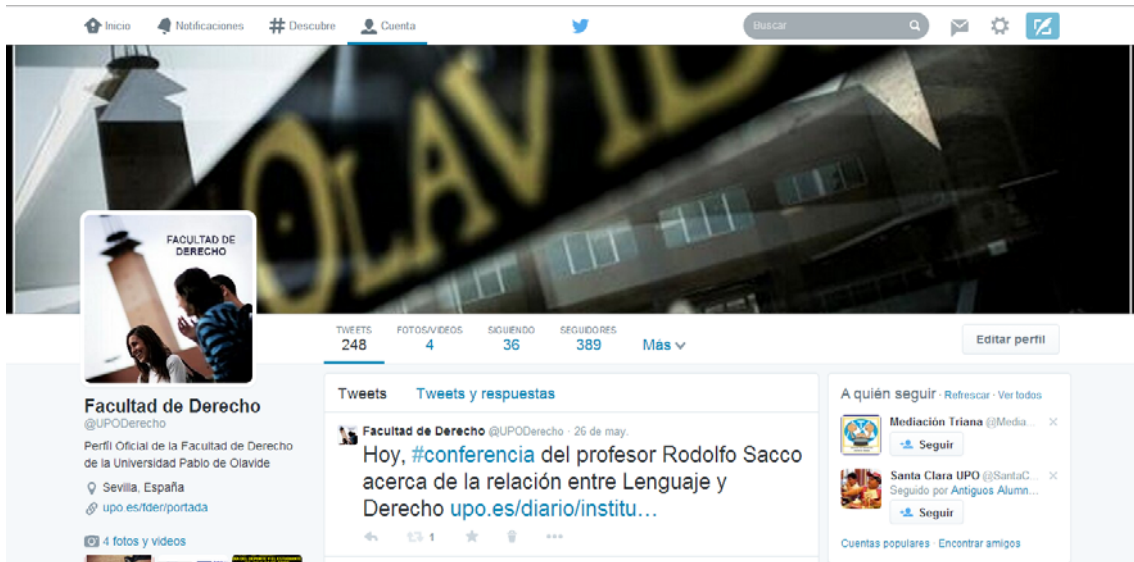 Inicio
Notificaciones
Descubre
Cuenta
Buscar
OLAVID
FACULTAD DE
DERECHO
TWEETS
248
FOTOS/VIDEOS
4
SIGUIENDO
36
SEGUIDORES
389
Más
Editar perfil
Facultad de Derecho
@UPODerecho
Perfil Oficial de la Facultad de Derecho
de la Universidad Pablo de Olavide
Sevilla, España
upo.es/fder/portada
4 fotos y videos
Tweets Tweets y respuestas
Facultad de Derecho @UPODerecho · 26 de may.
Hoy, #conferencia del profesor Rodolfo Sacco
acerca de la relación entre Lenguaje y
Derecho upo.es/diario/institu…
1
A quién seguir · Refrescar · Ver todos
Mediación Triana @Media...
Seguir
Santa Clara UPO @SantaC...
Seguido por Antiguos Alumn...
Seguir
Cuentas populares · Encontrar amigos